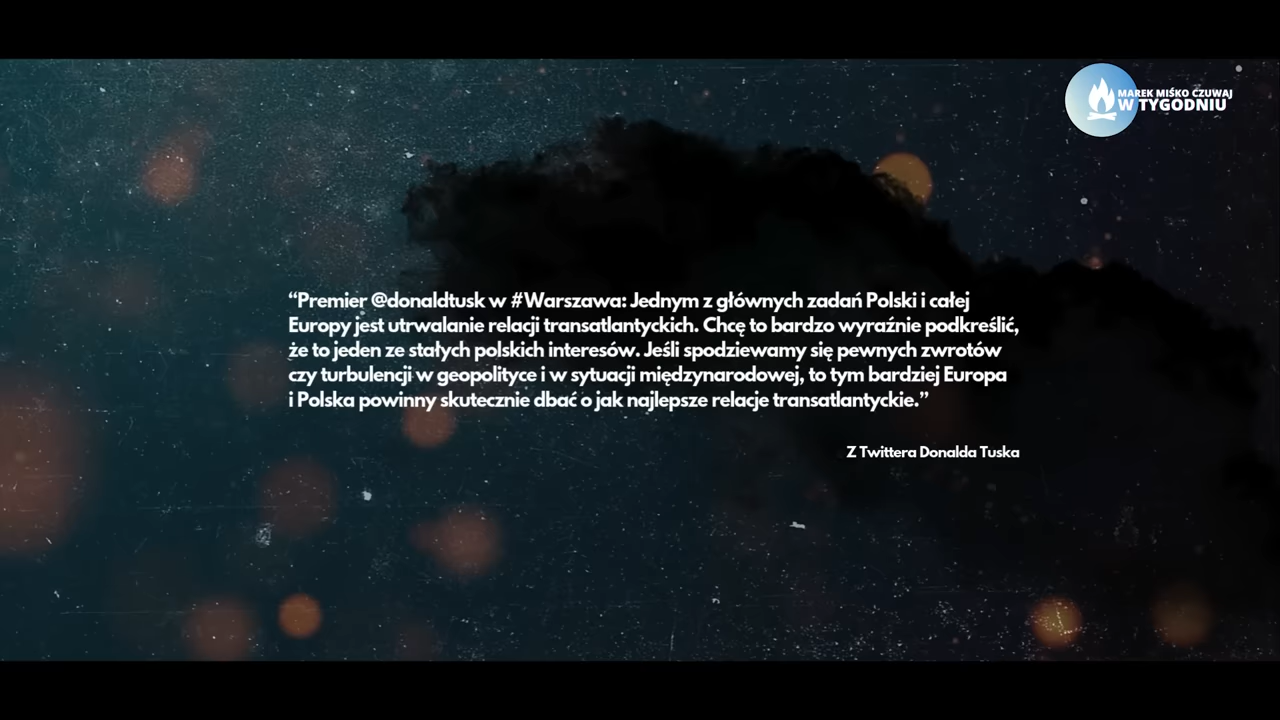 MAREK MIŚKO CZUWAJ
W TYGODNIU
“Premier @donaldtusk w #Warszawa: Jednym z głównych zadań Polski i całej
Europy jest utrwalanie relacji transatlantyckich. Chcę to bardzo wyraźnie podkreślić,
że to jeden ze stałych polskich interesów. Jeśli spodziewamy się pewnych zwrotów
czy turbulencji w geopolityce i w sytuacji międzynarodowej, to tym bardziej Europa
i Polska powinny skutecznie dbać o jak najlepsze relacje transatlantyckie.”
Z Twittera Donalda Tuska